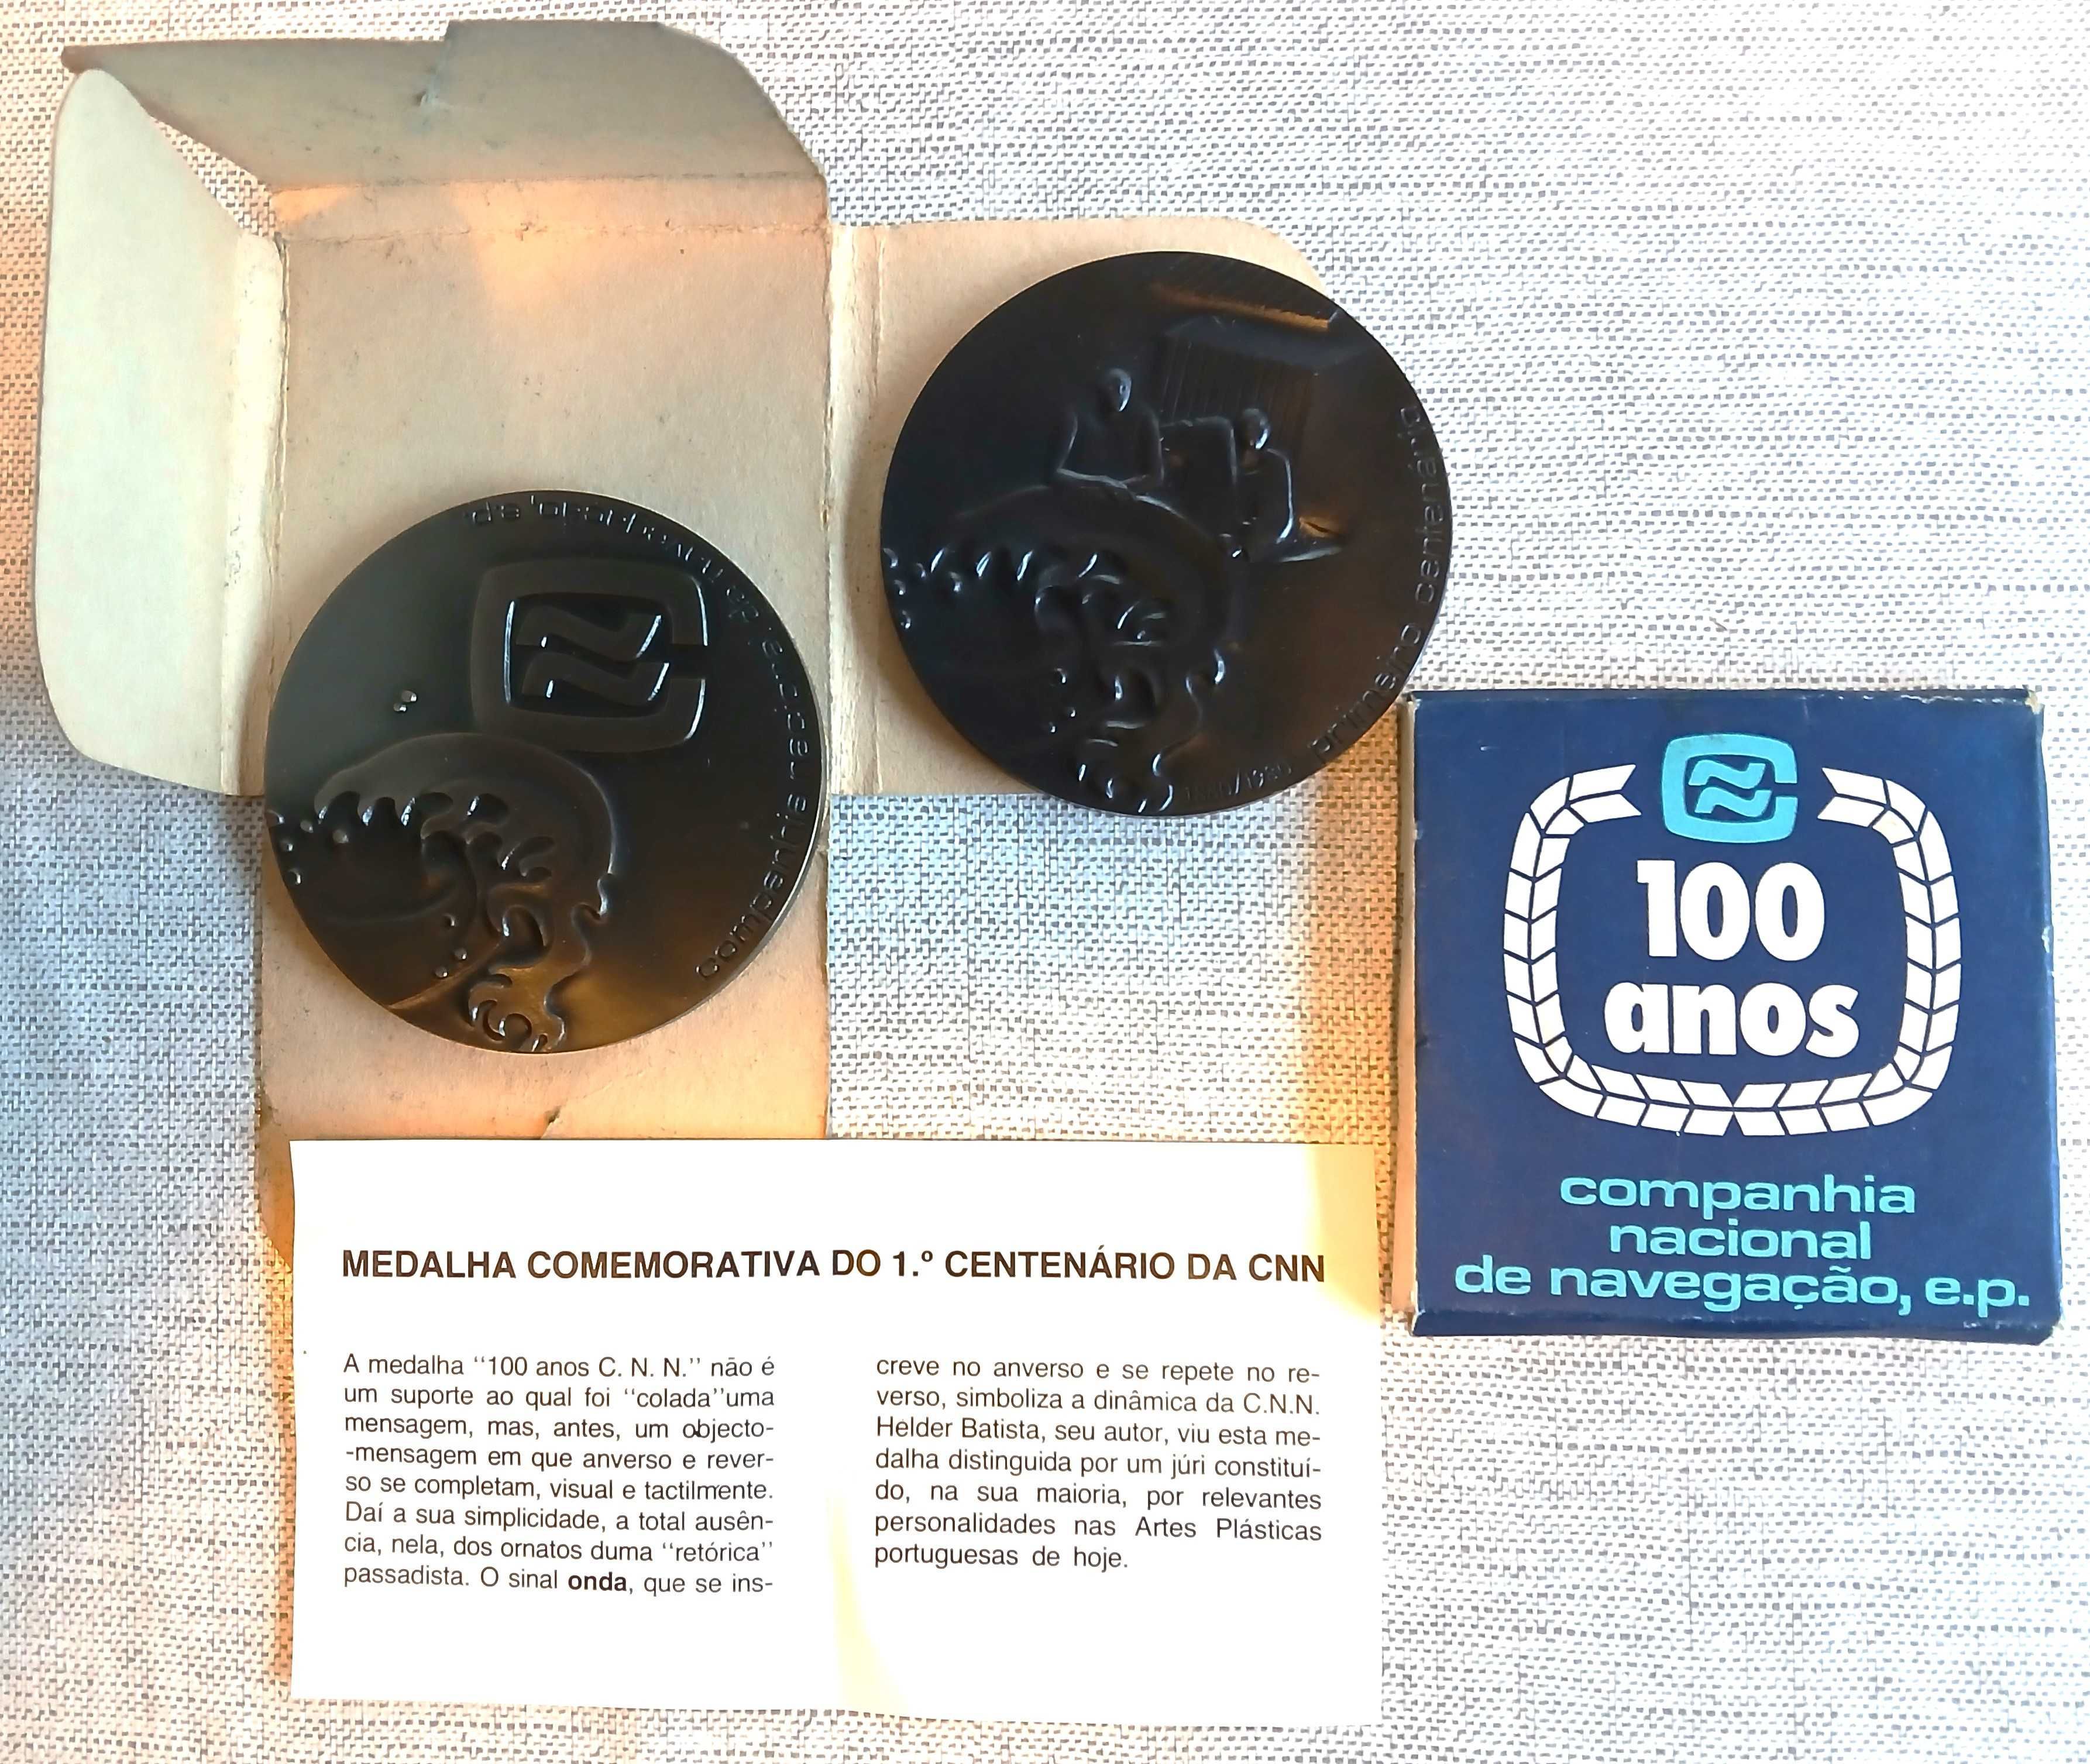 companhia nacional de navegação, e.p.
primeiro centenário
1880/1980
100
anos
companhia
nacional
de navegação, e.p.
MEDALHA COMEMORATIVA DO 1.º CENTENÁRIO DA CNN
A medalha "100 anos C. N. N." não é
um suporte ao qual foi "colada"uma
mensagem, mas, antes, um objecto-
-mensagem em que anverso e rever-
so se completam, visual e tactilmente.
Daí a sua simplicidade, a total ausên-
cia, nela, dos ornatos duma "retórica"
passadista. O sinal onda, que se ins-
creve no anverso e se repete no re-
verso, simboliza a dinâmica da C.N.N.
Helder Batista, seu autor, viu esta me-
dalha distinguida por um júri constituí-
do, na sua maioria, por relevantes
personalidades nas Artes Plásticas
portuguesas de hoje.